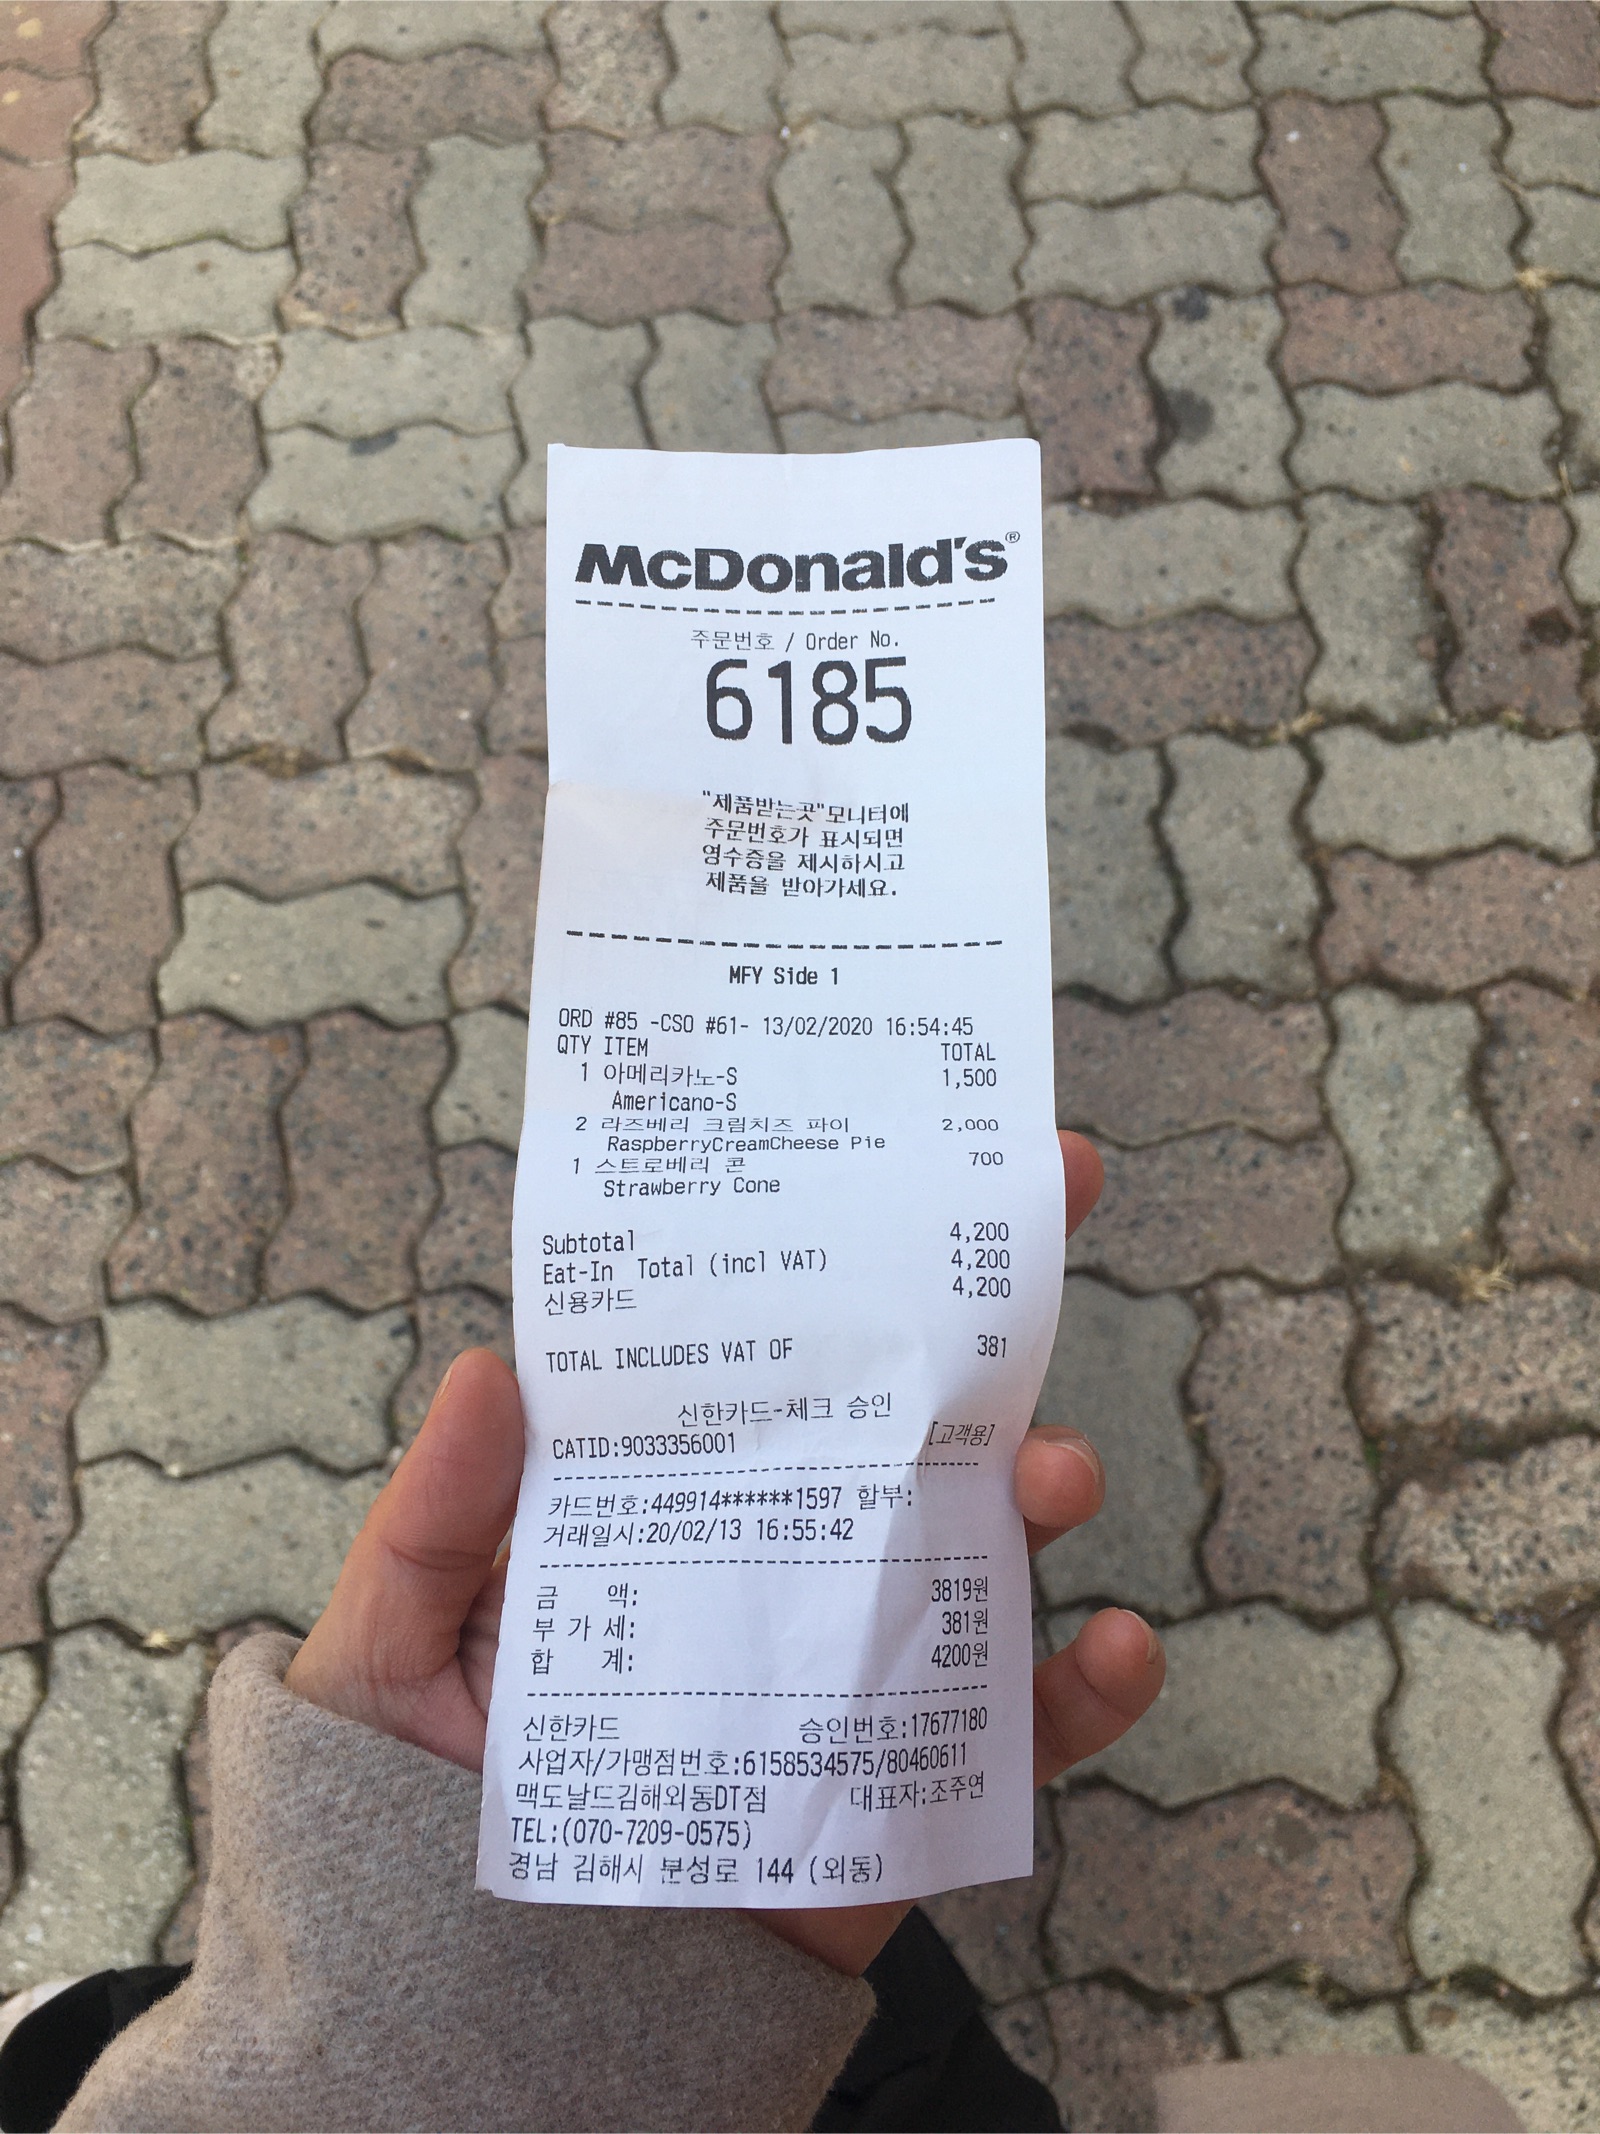 McDonald's®
주문번호 / Order No.
6185
"제품받는곳"모니터에
주문번호가 표시되면
영수증을 제시하시고
제품을 받아가세요.
MFY Side 1
ORD #85 -CSO #61- 13/02/2020 16:54:45
QTY ITEM TOTAL
1 아메리카노-S 1,500
Americano-S
2 라즈베리 크림치즈 파이 2,000
RaspberryCreamCheese Pie
1 스트로베리 콘 700
Strawberry Cone
Subtotal 4,200
Eat-In Total (incl VAT) 4,200
신용카드 4,200
TOTAL INCLUDES VAT OF 381
신한카드-체크 승인
CATID:9033356001 [고객용]
카드번호:449914******1597 할부:
거래일시:20/02/13 16:55:42
금 액: 3819원
부 가 세: 381원
합 계: 4200원
신한카드 승인번호:17677180
사업자/가맹점번호:6158534575/80460611
맥도날드김해외동DT점 대표자:조주연
TEL:(070-7209-0575)
경남 김해시 분성로 144 (외동)